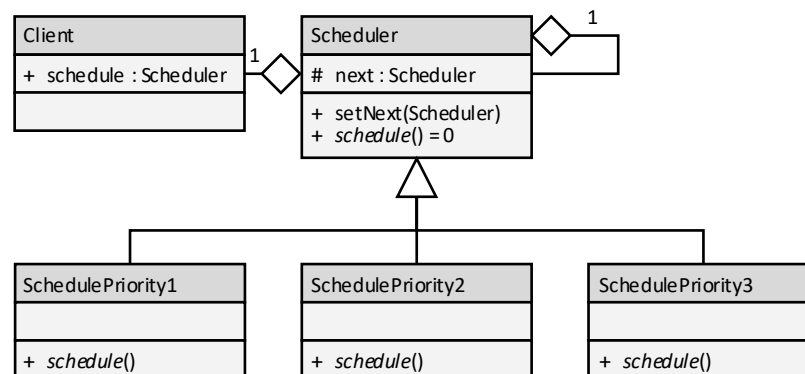 Client
+ schedule : Scheduler
1
Scheduler
# next : Scheduler
+ setNext(Scheduler)
+ schedule() = 0
1
SchedulePriority1
+ schedule()
SchedulePriority2
+ schedule()
SchedulePriority3
+ schedule()